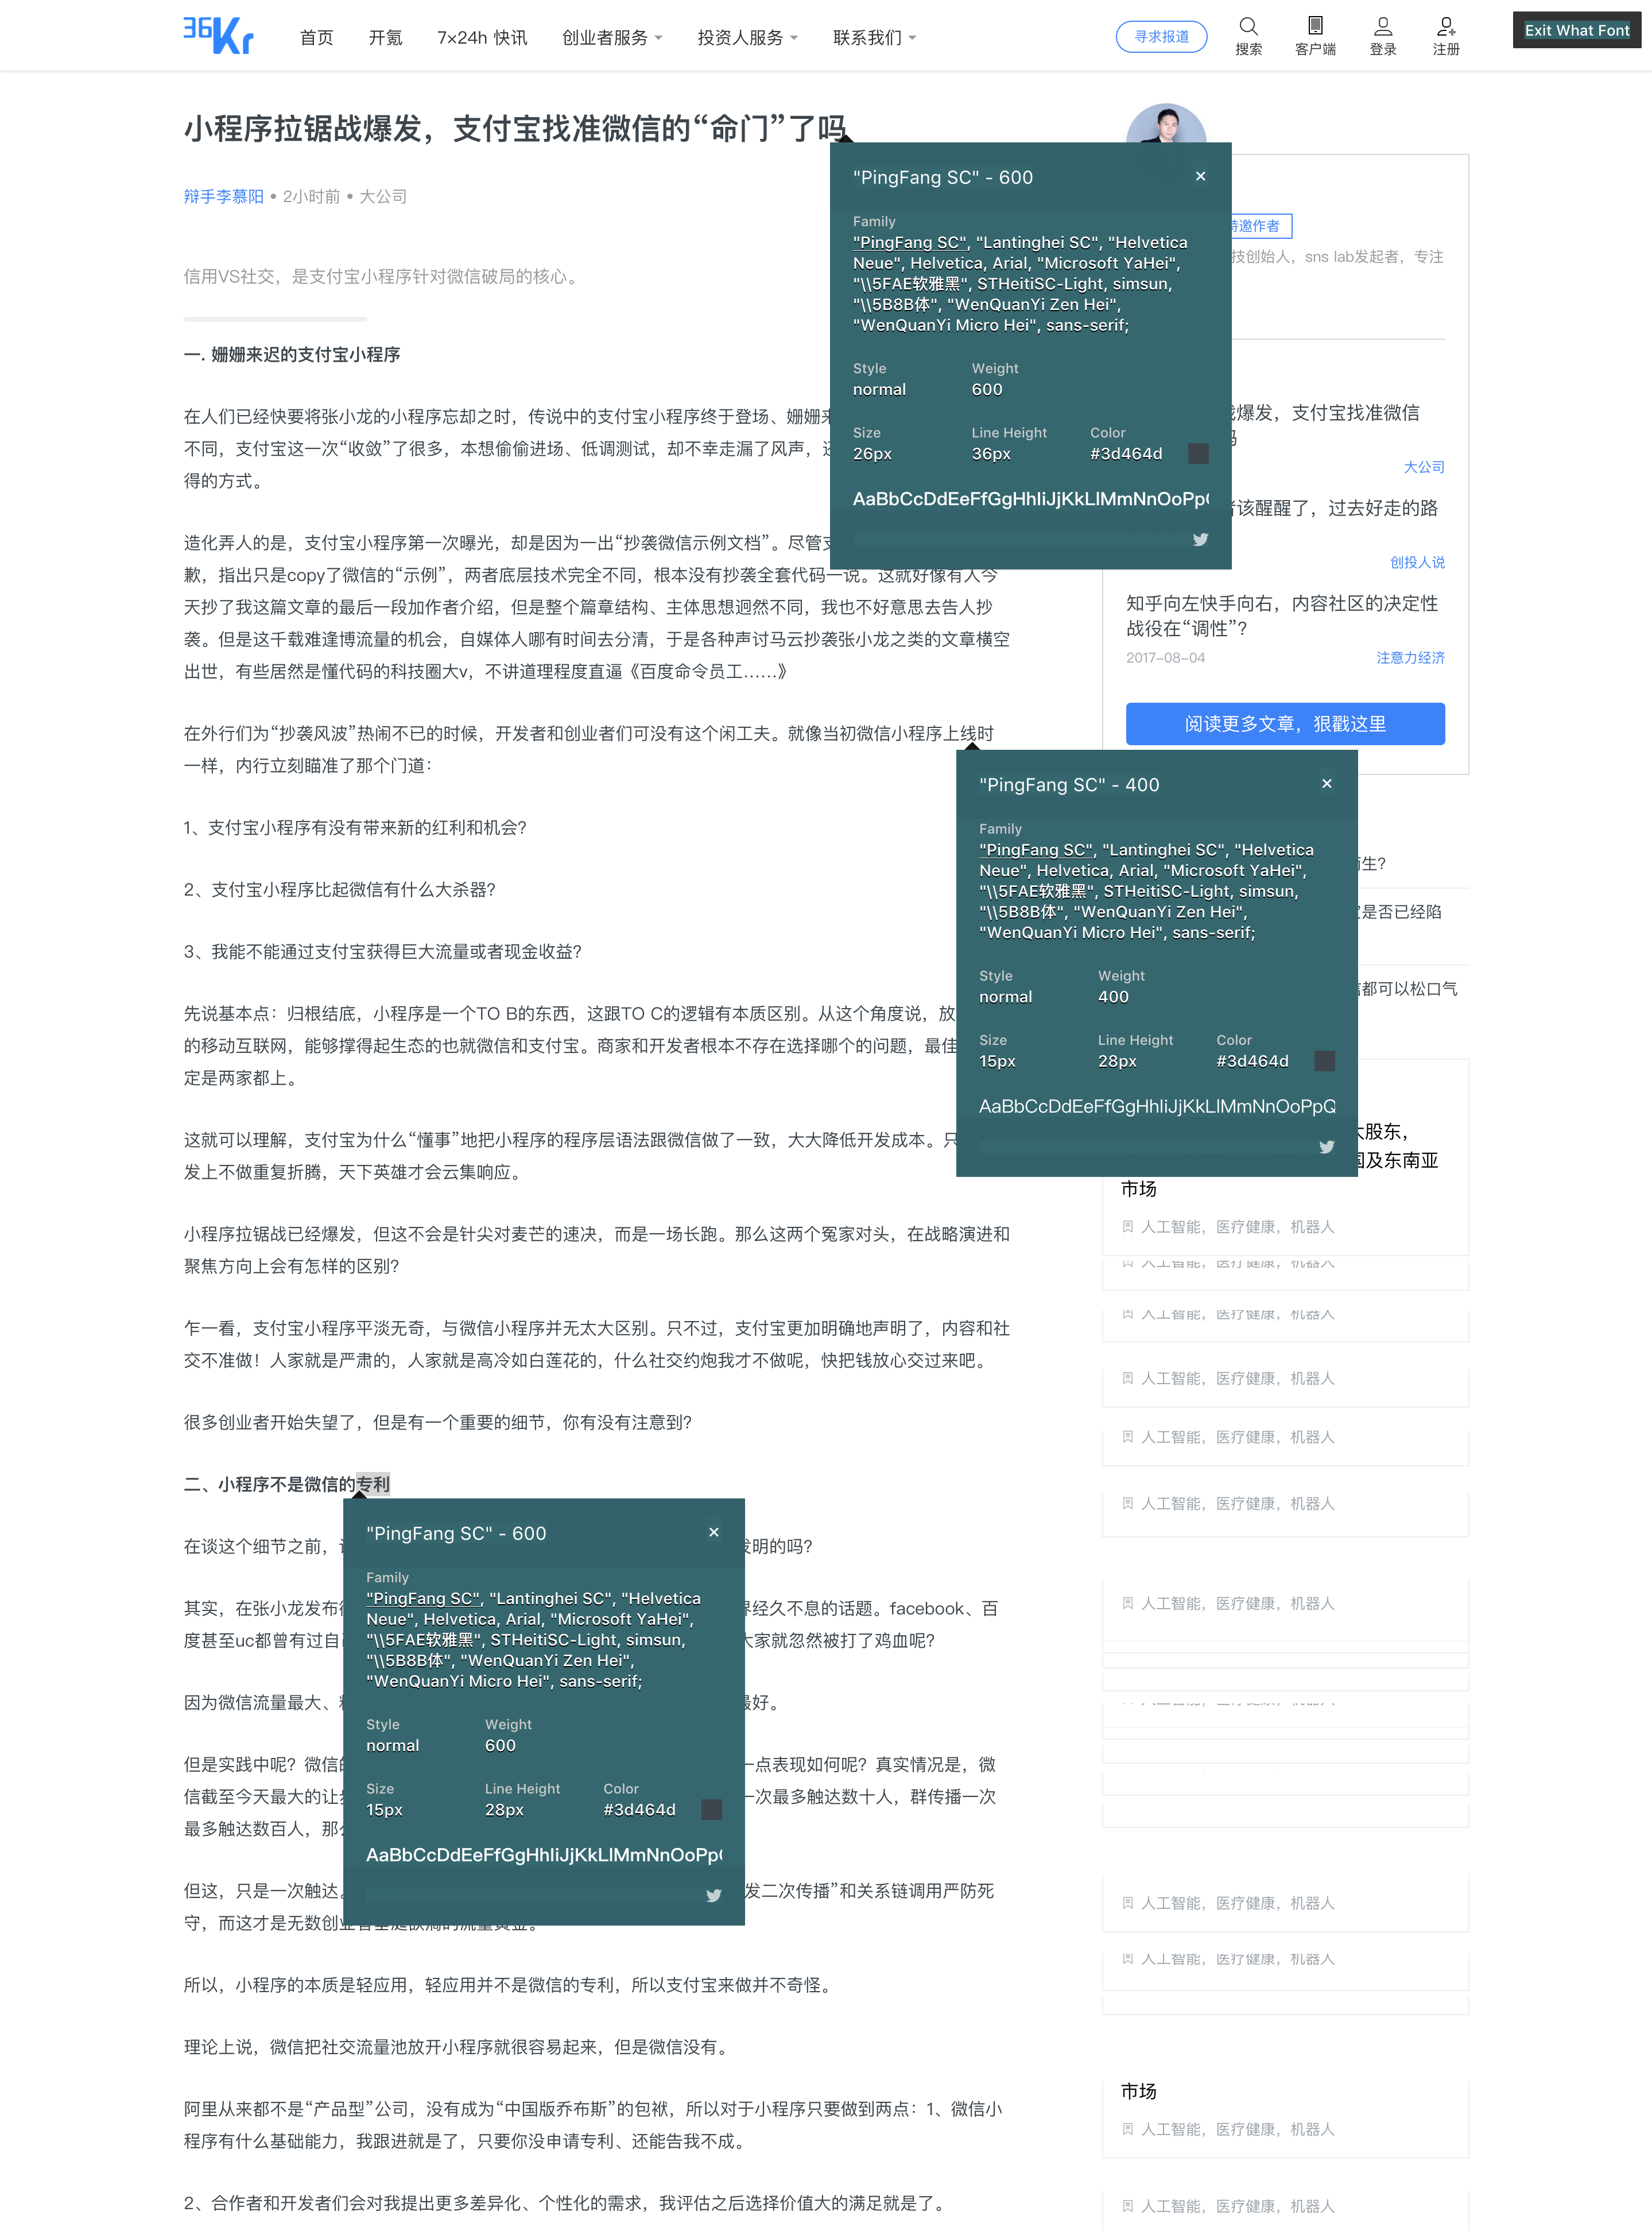 36Kr 首页 开氪 7×24h 快讯 创业者服务 投资人服务 联系我们 寻求报道 搜索 客户端 登录 注册 Exit What Font
小程序拉锯战爆发，支付宝找准微信的“命门”了吗
辩手李慕阳 • 2小时前 • 大公司
信用VS社交，是支付宝小程序针对微信破局的核心。
一. 姗姗来迟的支付宝小程序
在人们已经快要将张小龙的小程序忘却之时，传说中的支付宝小程序终于登场、姗姗
不同，支付宝这一次“收敛”了很多，本想偷偷进场、低调测试，却不幸走漏了风声，
得的方式。
造化弄人的是，支付宝小程序第一次曝光，却是因为一出“抄袭微信示例文档”。尽管
歉，指出只是copy了微信的“示例”，两者底层技术完全不同，根本没有抄袭全套代码一说。这就好像有人今
天抄了我这篇文章的最后一段加作者介绍，但是整个篇章结构、主体思想迥然不同，我也不好意思去告人抄
袭。但是这千载难逢博流量的机会，自媒体人哪有时间去分清，于是各种声讨马云抄袭张小龙之类的文章横空
出世，有些居然是懂代码的科技圈大v，不讲道理程度直逼《百度命令员工……》
在外行们为“抄袭风波”热闹不已的时候，开发者和创业者们可没有这个闲工夫。就像当初微信小程序上线时
一样，内行立刻瞄准了那个门道：
1、支付宝小程序有没有带来新的红利和机会？
2、支付宝小程序比起微信有什么大杀器？
3、我能不能通过支付宝获得巨大流量或者现金收益？
先说基本点：归根结底，小程序是一个TO B的东西，这跟TO C的逻辑有本质区别。从这个角度说，放
的移动互联网，能够撑得起生态的也就微信和支付宝。商家和开发者根本不存在选择哪个的问题，最佳
定是两家都上。
这就可以理解，支付宝为什么“懂事”地把小程序的程序层语法跟微信做了一致，大大降低开发成本。只
发上不做重复折腾，天下英雄才会云集响应。
小程序拉锯战已经爆发，但这不会是针尖对麦芒的速决，而是一场长跑。那么这两个冤家对头，在战略演进和
聚焦方向上会有怎样的区别？
乍一看，支付宝小程序平淡无奇，与微信小程序并无太大区别。只不过，支付宝更加明确地声明了，内容和社
交不准做！人家就是严肃的，人家就是高冷如白莲花的，什么社交约炮我才不做呢，快把钱放心交过来吧。
很多创业者开始失望了，但是有一个重要的细节，你有没有注意到？
二、小程序不是微信的专利
在谈这个细节之前， 发明的吗？
其实，在张小龙发布 界经久不息的话题。facebook、百
度甚至uc都曾有过自 大家就忽然被打了鸡血呢？
因为微信流量最大、 最好。
但是实践中呢？微信 一点表现如何呢？真实情况是，微
信截至今天最大的让 一次最多触达数十人，群传播一次
最多触达数百人，那
但这，只是一次触达。 发二次传播”和关系链调用严防死
守，而这才是无数创业者
所以，小程序的本质是轻应用，轻应用并不是微信的专利，所以支付宝来做并不奇怪。
理论上说，微信把社交流量池放开小程序就很容易起来，但是微信没有。
阿里从来都不是“产品型”公司，没有成为“中国版乔布斯”的包袱，所以对于小程序只要做到两点：1、微信小
程序有什么基础能力，我跟进就是了，只要你没申请专利、还能告我不成。
2、合作者和开发者们会对我提出更多差异化、个性化的需求，我评估之后选择价值大的满足就是了。
"PingFang SC" - 600 ×
Family
"PingFang SC", "Lantinghei SC", "Helvetica
Neue", Helvetica, Arial, "Microsoft YaHei",
"\\5FAE软雅黑", STHeitiSC-Light, simsun,
"\\5B8B体", "WenQuanYi Zen Hei",
"WenQuanYi Micro Hei", sans-serif;
Style Weight
normal 600
Size Line Height Color
26px 36px #3d464d
AaBbCcDdEeFfGgHhIiJjKkLlMmNnOoPp
"PingFang SC" - 400 ×
Family
"PingFang SC", "Lantinghei SC", "Helvetica
Neue", Helvetica, Arial, "Microsoft YaHei",
"\\5FAE软雅黑", STHeitiSC-Light, simsun,
"\\5B8B体", "WenQuanYi Zen Hei",
"WenQuanYi Micro Hei", sans-serif;
Style Weight
normal 400
Size Line Height Color
15px 28px #3d464d
AaBbCcDdEeFfGgHhIiJjKkLlMmNnOoPpQ
"PingFang SC" - 600 ×
Family
"PingFang SC", "Lantinghei SC", "Helvetica
Neue", Helvetica, Arial, "Microsoft YaHei",
"\\5FAE软雅黑", STHeitiSC-Light, simsun,
"\\5B8B体", "WenQuanYi Zen Hei",
"WenQuanYi Micro Hei", sans-serif;
Style Weight
normal 600
Size Line Height Color
15px 28px #3d464d
AaBbCcDdEeFfGgHhIiJjKkLlMmNnOoPp
特邀作者
技创始人，sns lab发起者，专注
爆发，支付宝找准微信
吗
大公司
该醒醒了，过去好走的路
创投人说
知乎向左快手向右，内容社区的决定性
战役在“调性”？
2017-08-04 注意力经济
阅读更多文章，狠戳这里
而生？
是否已经陷
都可以松口气
大股东，
国及东南亚
市场
人工智能，医疗健康，机器人
人工智能，医疗健康，机器人
人工智能，医疗健康，机器人
人工智能，医疗健康，机器人
人工智能，医疗健康，机器人
人工智能，医疗健康，机器人
人工智能，医疗健康，机器人
人工智能，医疗健康，机器人
人工智能，医疗健康，机器人
市场
人工智能，医疗健康，机器人
人工智能，医疗健康，机器人